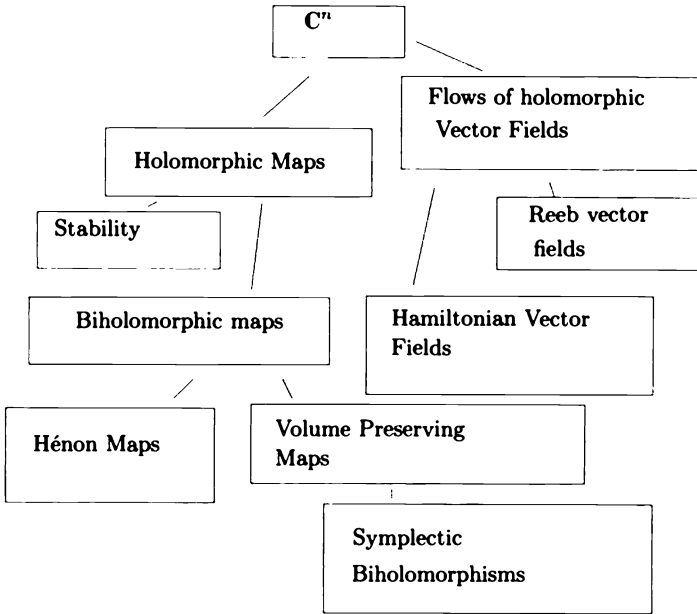 Cⁿ
Flows of holomorphic
Vector Fields
Holomorphic Maps
Reeb vector
fields
Stability
Biholomorphic maps
Hamiltonian Vector
Fields
Hénon Maps
Volume Preserving
Maps
Symplectic
Biholomorphisms